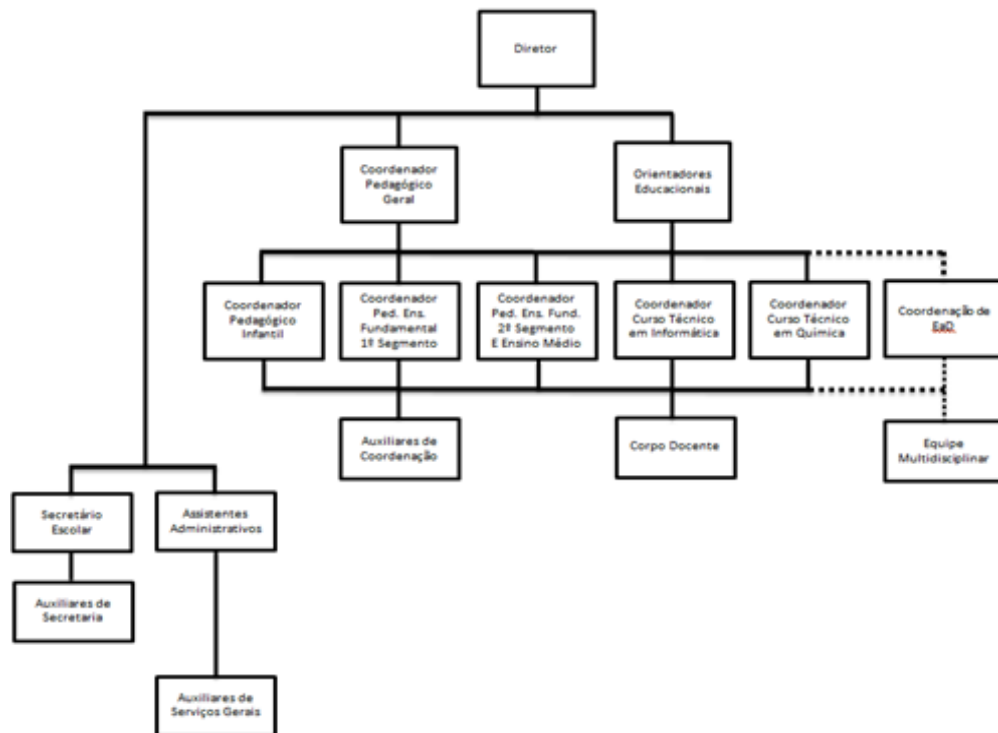 Diretor
Coordenador
Pedagógico
Geral
Orientadores
Educacionais
Coordenador
Pedagógico
Infantil
Coordenador
Ped. Ens.
Fundamental
1º Segmento
Coordenador
Ped. Ens. Fund.
2º Segmento
E Ensino Médio
Coordenador
Curso Técnico
em Informática
Coordenador
Curso Técnico
em Química
Coordenação de
EaD
Auxiliares de
Coordenação
Corpo Docente
Equipe
Multidisciplinar
Secretário
Escolar
Assistentes
Administrativos
Auxiliares de
Secretaria
Auxiliares de
Serviços Gerais